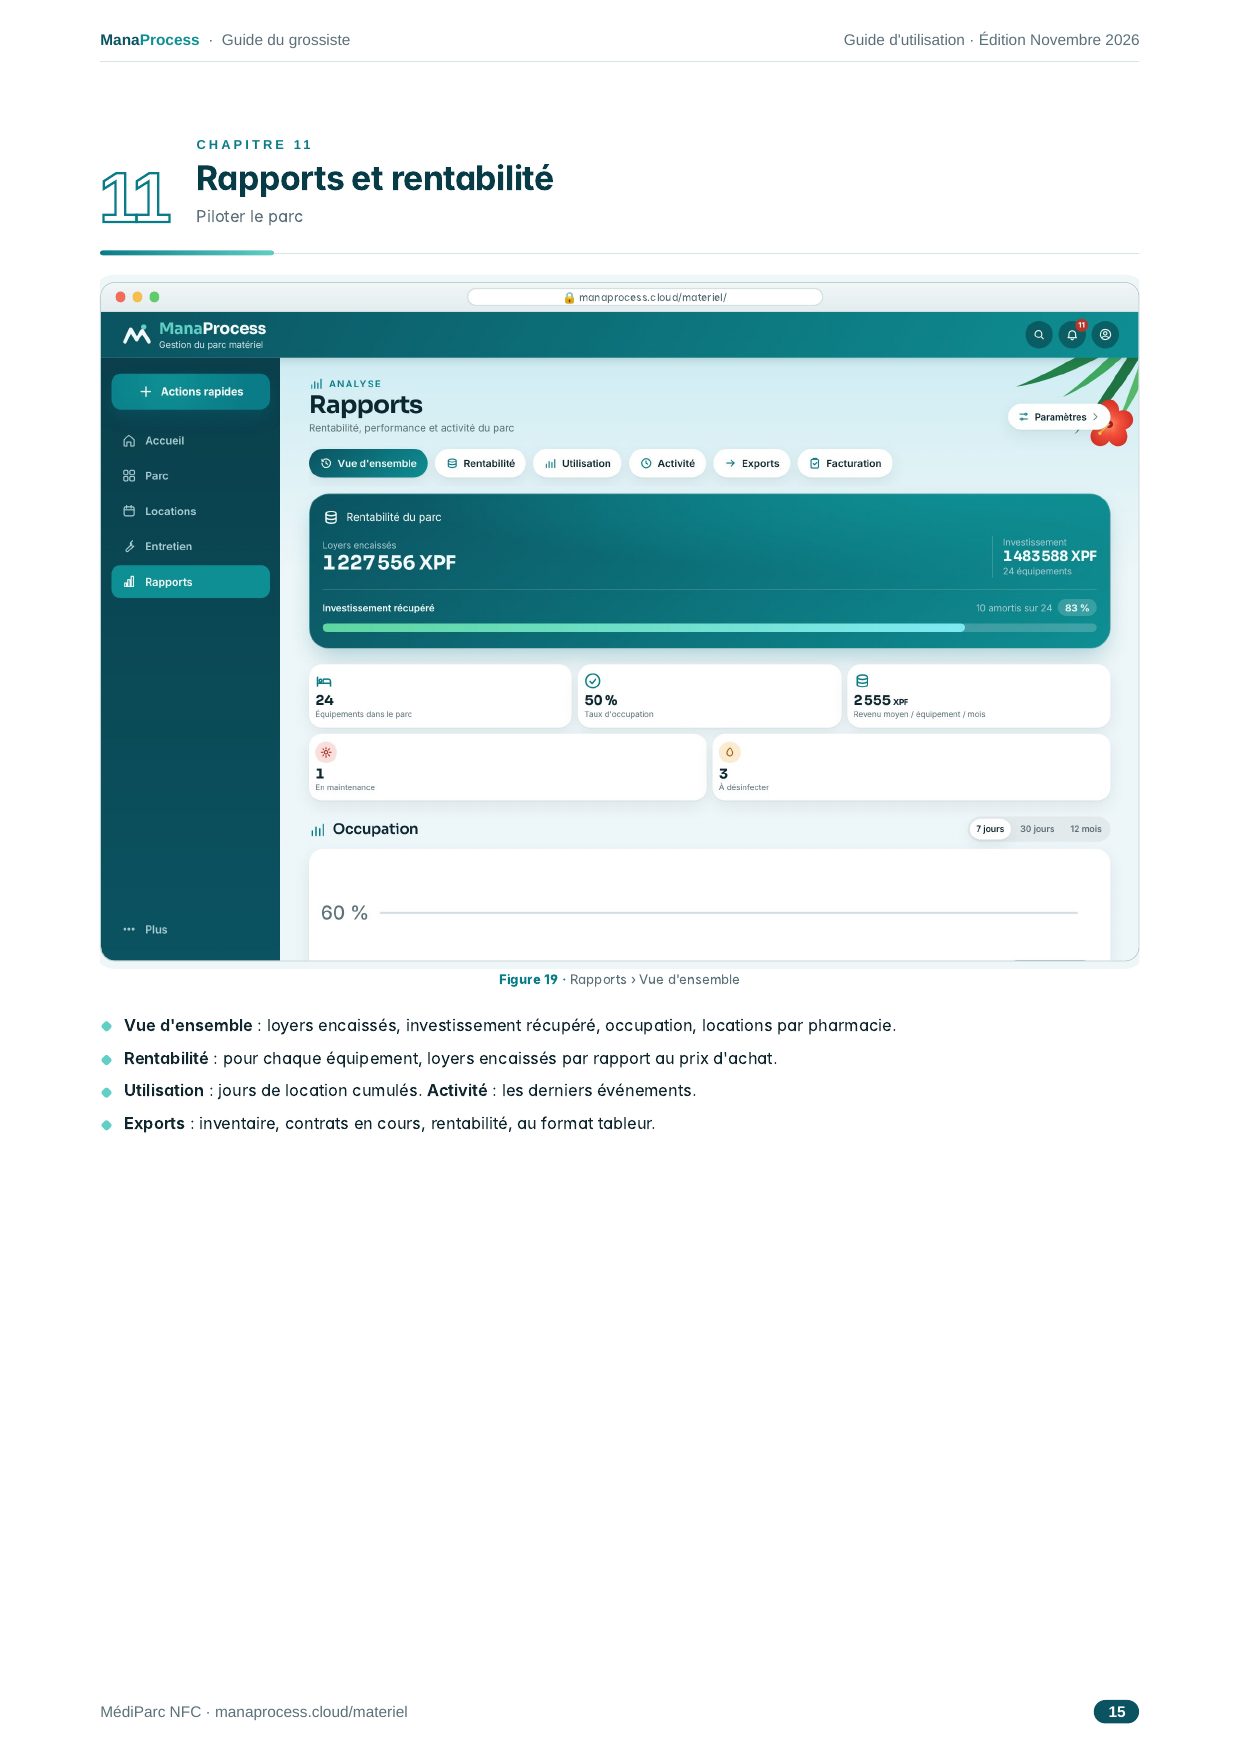 ManaProcess · Guide du grossiste
Guide d'utilisation · Édition Novembre 2026
CHAPITRE 11
11
Rapports et rentabilité
Piloter le parc
manaprocess.cloud/materiel/
ManaProcess
Gestion du parc matériel
11
Actions rapides
Accueil
Parc
Locations
Entretien
Rapports
Plus
ANALYSE
Rapports
Rentabilité, performance et activité du parc
Paramètres
Vue d'ensemble
Rentabilité
Utilisation
Activité
Exports
Facturation
Rentabilité du parc
Loyers encaissés
1 227 556 XPF
Investissement
1 483 588 XPF
24 équipements
Investissement récupéré
10 amortis sur 24
83 %
24
Équipements dans le parc
50 %
Taux d'occupation
2 555 XPF
Revenu moyen / équipement / mois
1
En maintenance
3
À désinfecter
Occupation
7 jours
30 jours
12 mois
60 %
Figure 19 · Rapports › Vue d'ensemble
Vue d'ensemble : loyers encaissés, investissement récupéré, occupation, locations par pharmacie.
Rentabilité : pour chaque équipement, loyers encaissés par rapport au prix d'achat.
Utilisation : jours de location cumulés. Activité : les derniers événements.
Exports : inventaire, contrats en cours, rentabilité, au format tableur.
MédiParc NFC · manaprocess.cloud/materiel
15